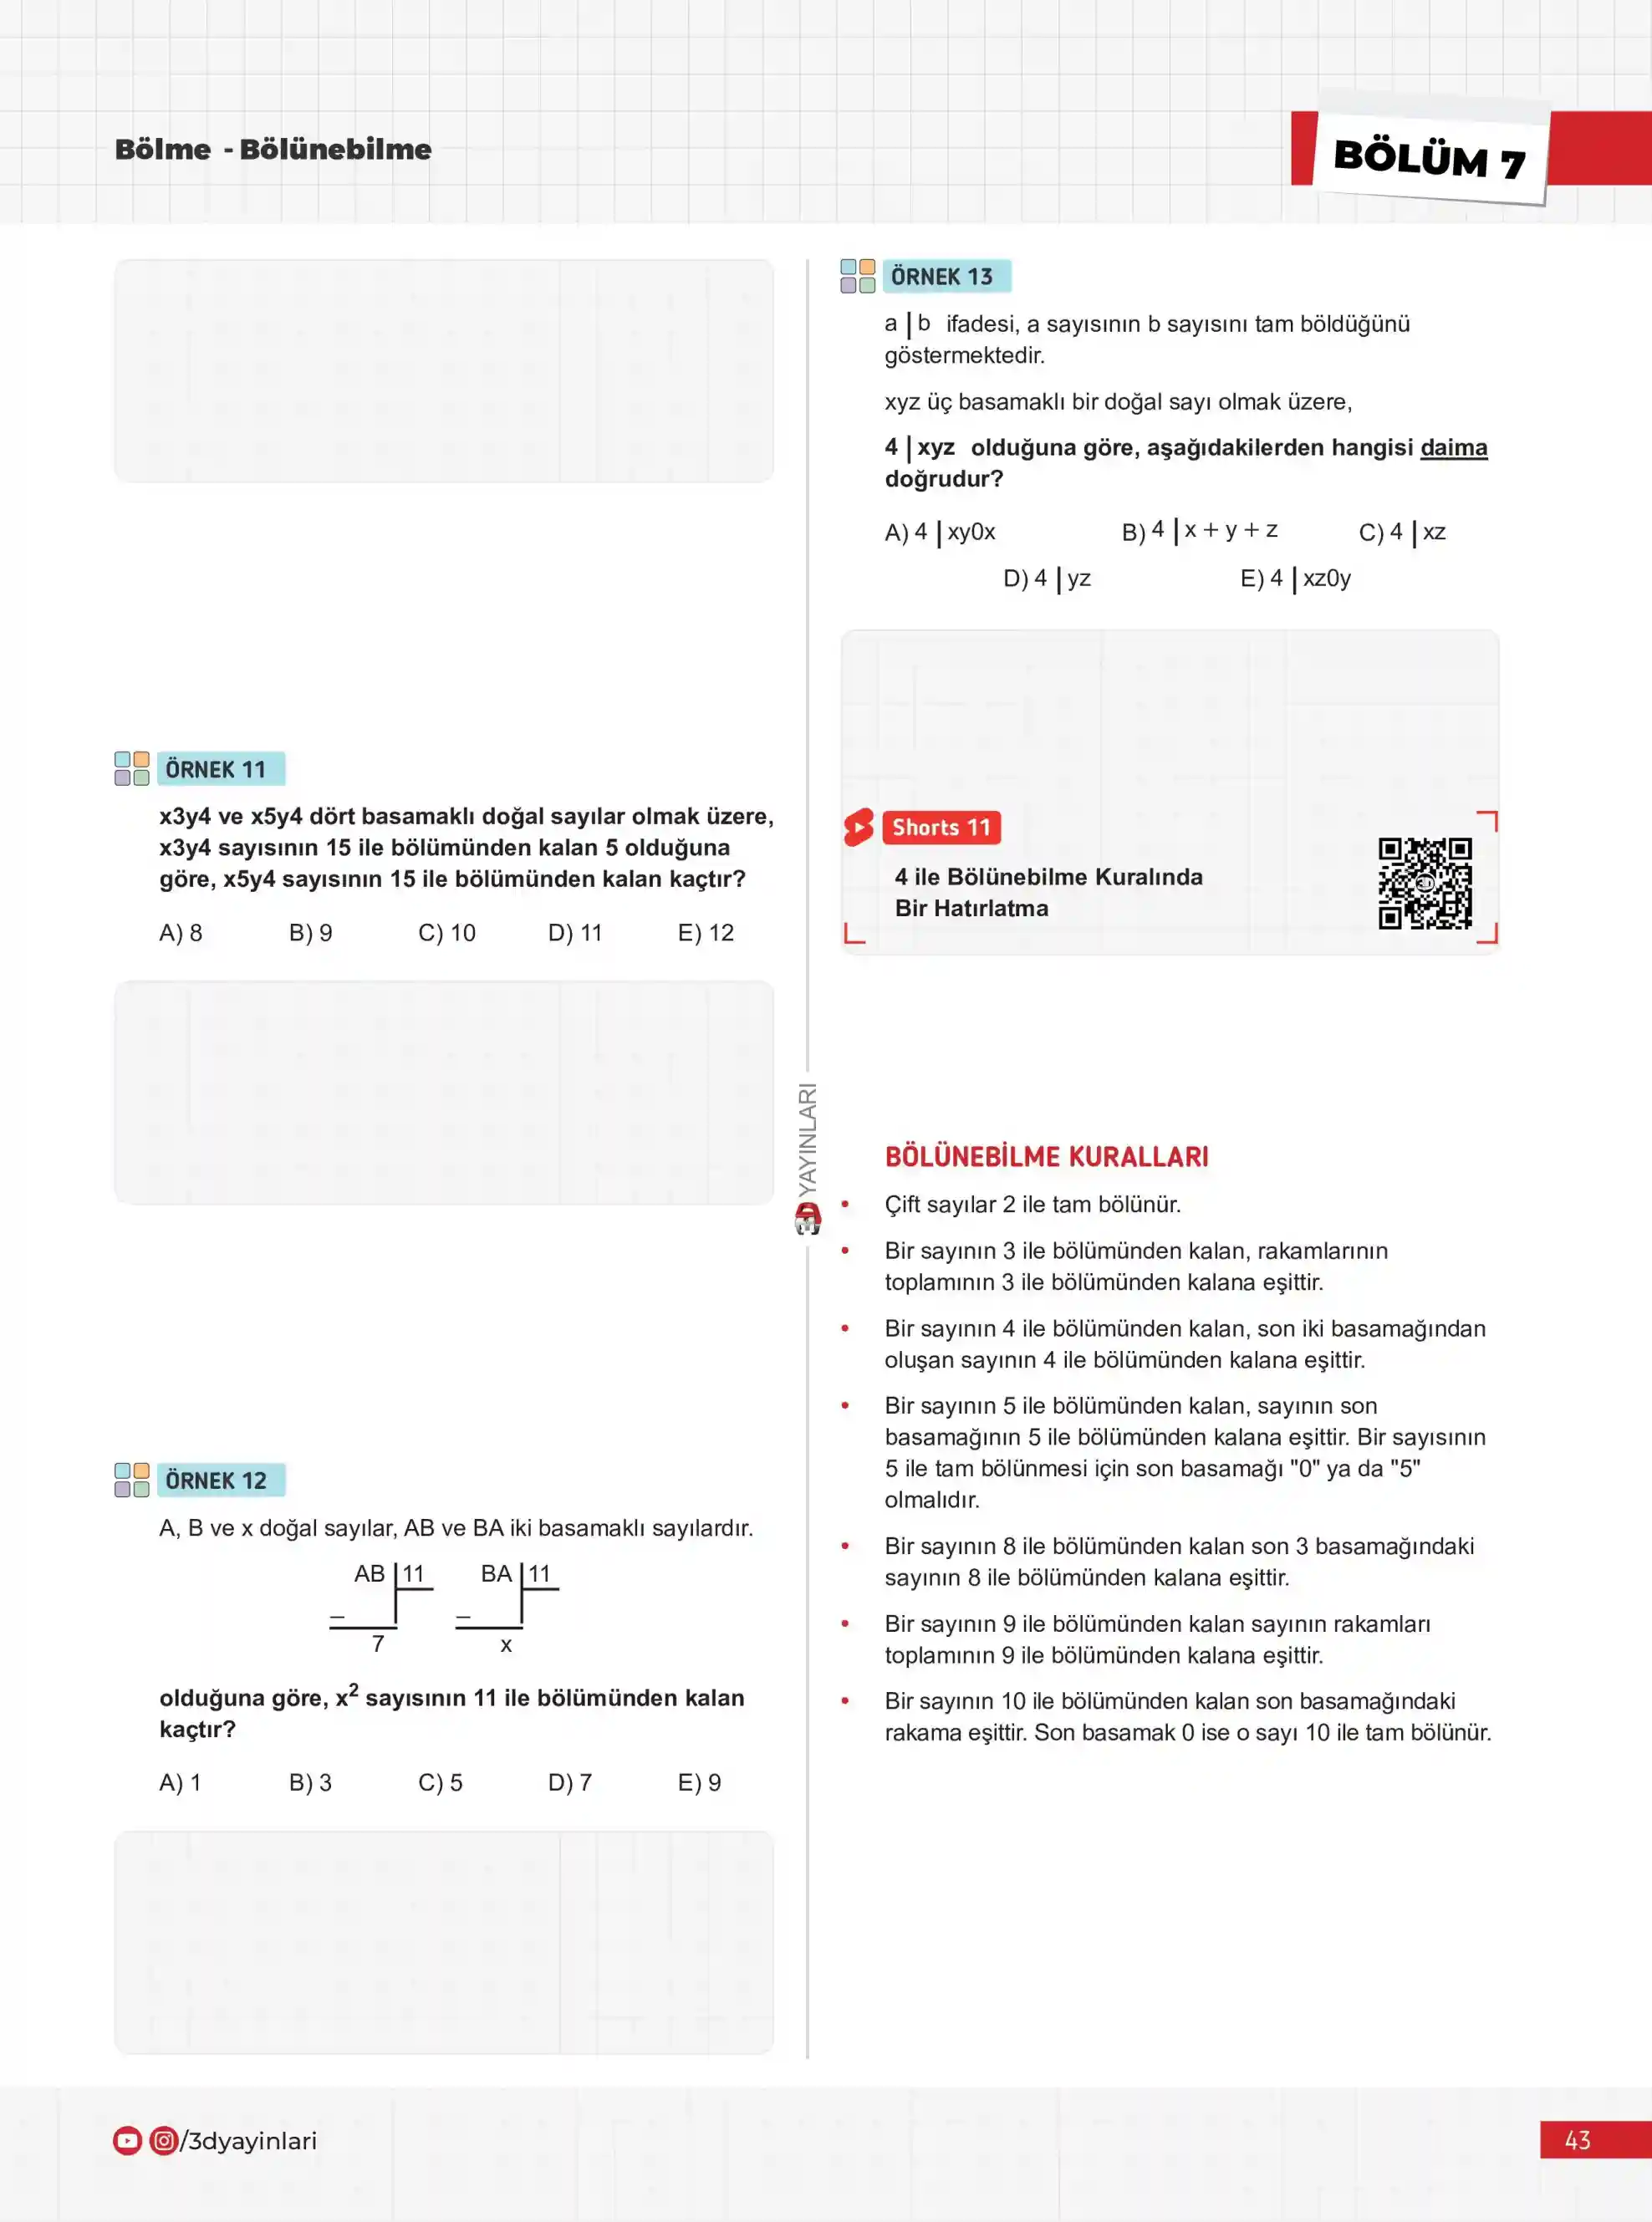 Bölme - Bölünebilme
BÖLÜM 7
ÖRNEK 11
x3y4 ve x5y4 dört basamaklı doğal sayılar olmak üzere,
x3y4 sayısının 15 ile bölümünden kalan 5 olduğuna
göre, x5y4 sayısının 15 ile bölümünden kalan kaçtır?
A) 8 B) 9 C) 10 D) 11 E) 12
ÖRNEK 12
A, B ve x doğal sayılar, AB ve BA iki basamaklı sayılardır.
AB 11 BA 11
– –
7 x
olduğuna göre, x² sayısının 11 ile bölümünden kalan
kaçtır?
A) 1 B) 3 C) 5 D) 7 E) 9
YAYINLARI
ÖRNEK 13
a | b ifadesi, a sayısının b sayısını tam böldüğünü
göstermektedir.
xyz üç basamaklı bir doğal sayı olmak üzere,
4 | xyz olduğuna göre, aşağıdakilerden hangisi daima
doğrudur?
A) 4 | xy0x B) 4 | x + y + z C) 4 | xz
D) 4 | yz E) 4 | xz0y
Shorts 11
4 ile Bölünebilme Kuralında
Bir Hatırlatma
3D
BÖLÜNEBİLME KURALLARI
• Çift sayılar 2 ile tam bölünür.
• Bir sayının 3 ile bölümünden kalan, rakamlarının
toplamının 3 ile bölümünden kalana eşittir.
• Bir sayının 4 ile bölümünden kalan, son iki basamağından
oluşan sayının 4 ile bölümünden kalana eşittir.
• Bir sayının 5 ile bölümünden kalan, sayının son
basamağının 5 ile bölümünden kalana eşittir. Bir sayısının
5 ile tam bölünmesi için son basamağı "0" ya da "5"
olmalıdır.
• Bir sayının 8 ile bölümünden kalan son 3 basamağındaki
sayının 8 ile bölümünden kalana eşittir.
• Bir sayının 9 ile bölümünden kalan sayının rakamları
toplamının 9 ile bölümünden kalana eşittir.
• Bir sayının 10 ile bölümünden kalan son basamağındaki
rakama eşittir. Son basamak 0 ise o sayı 10 ile tam bölünür.
/3dyayinlari
43